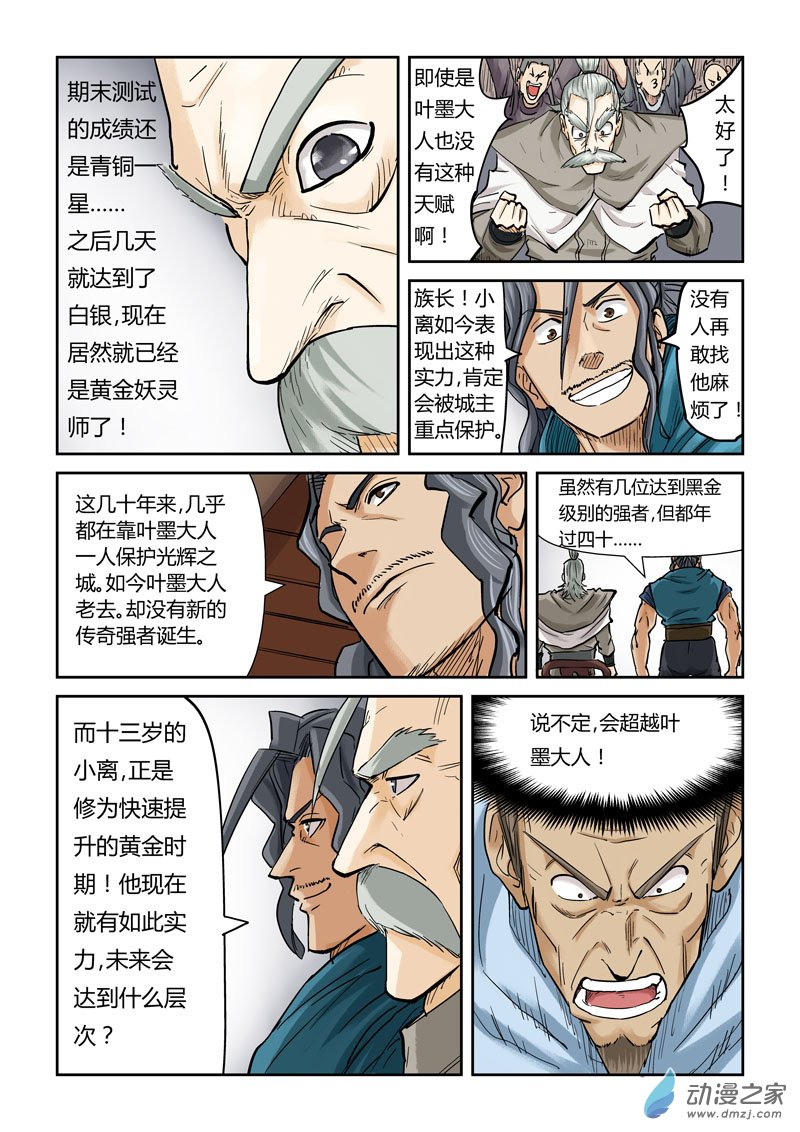 期末测试
的成绩还
是青铜一
星……
之后几天
就达到了
白银,现在
居然就已经
是黄金妖灵
师了！
即使是
叶墨大
人也没
有这种
天赋
啊！
太
好
了！
族长！小
离如今表
现出这种
实力,肯定
会被城主
重点保护。
没有
人再
敢找
他麻
烦了！
这几十年来,几乎
都在靠叶墨大人
一人保护光辉之
城。如今叶墨大人
老去。却没有新的
传奇强者诞生。
虽然有几位达到黑金
级别的强者,但都年
过四十……
而十三岁的
小离,正是
修为快速提
升的黄金时
期！他现在
就有如此实
力,未来会
达到什么层
次？
说不定,会超越叶
墨大人！
动漫之家
www.dmzj.com